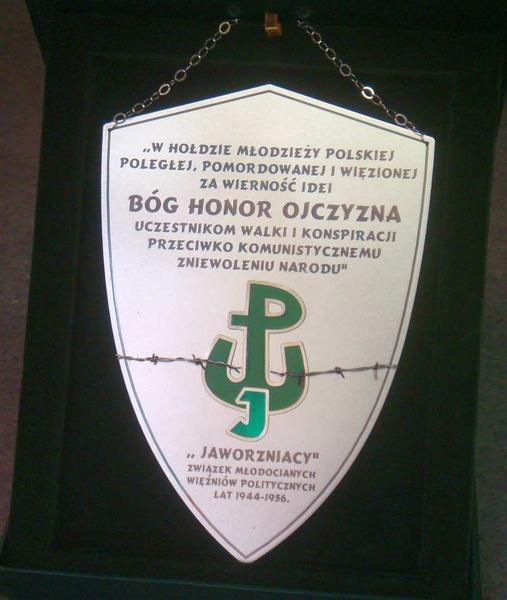 „W HOŁDZIE MŁODZIEŻY POLSKIEJ
POLEGŁEJ, POMORDOWANEJ I WIĘZIONEJ
ZA WIERNOŚĆ IDEI
BÓG HONOR OJCZYZNA
UCZESTNIKOM WALKI I KONSPIRACJI
PRZECIWKO KOMUNISTYCZNEMU
ZNIEWOLENIU NARODU"
P
J
„JAWORZNIACY"
ZWIĄZEK MŁODOCIANYCH
WIĘŹNIÓW POLITYCZNYCH
LAT 1944-1956.